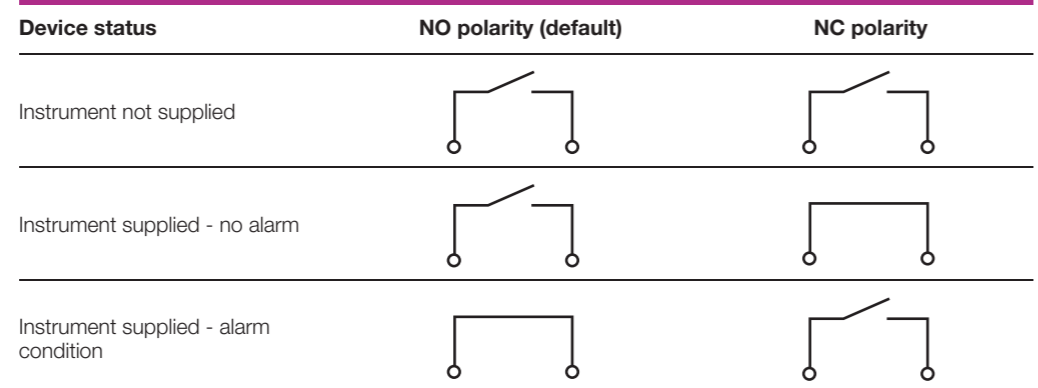 Device status NO polarity (default) NC polarity
Instrument not supplied
Instrument supplied - no alarm
Instrument supplied - alarm
condition